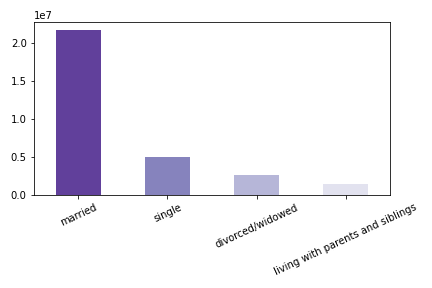 1e7
2.0
1.5
1.0
0.5
0.0
married
single
divorced/widowed
living with parents and siblings